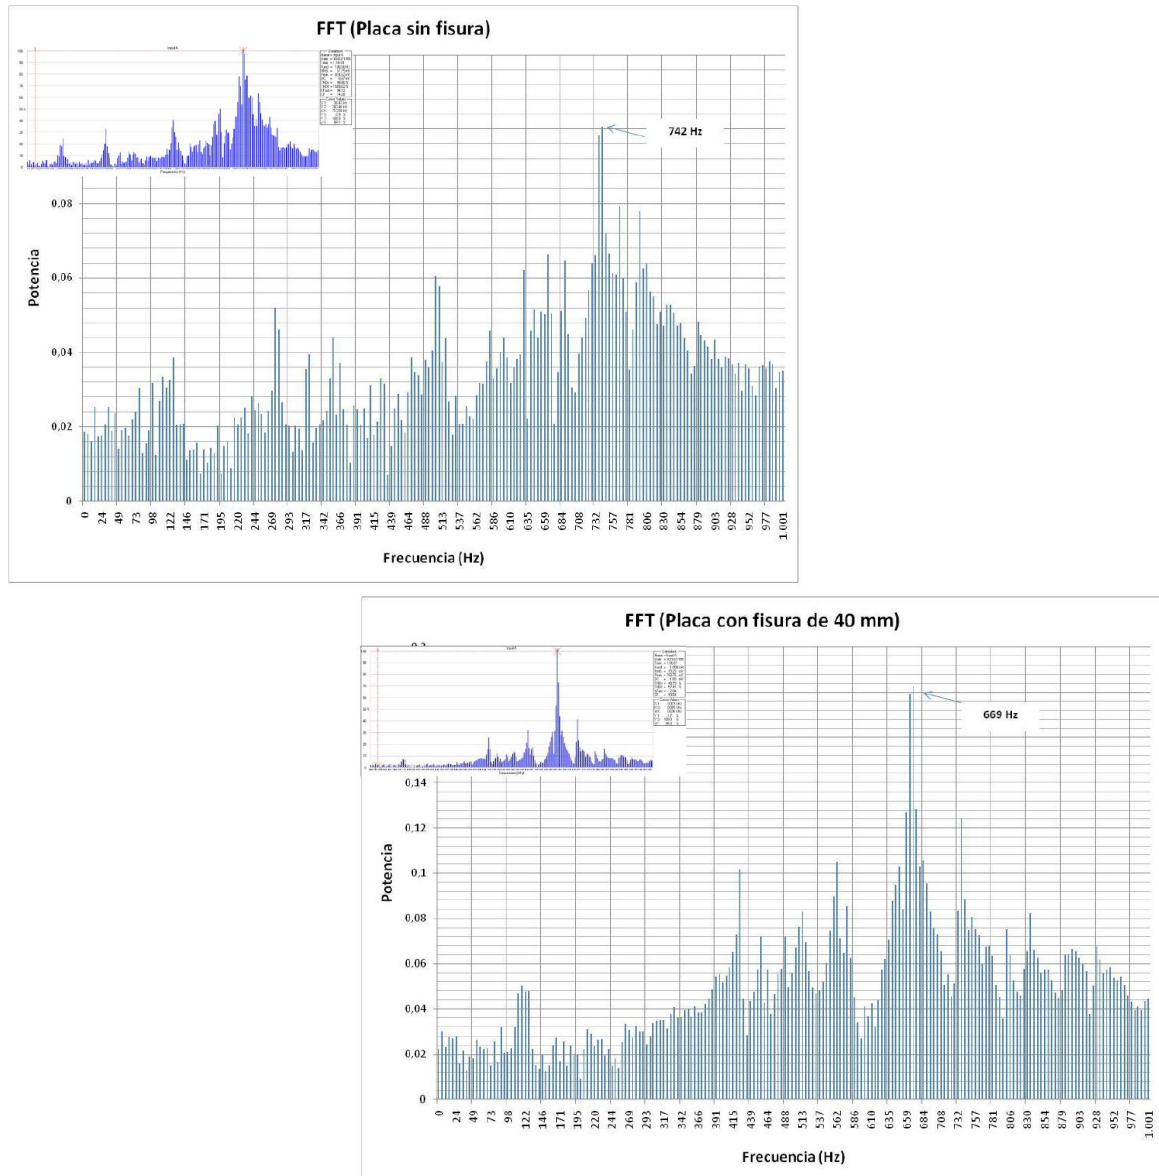 FFT (Placa sin fisura)
742 Hz
0,08
0,06
0,04
0,02
0
Potencia
0 24 49 73 98 122 146 171 195 220 244 269 293 317 342 366 391 415 439 464 488 513 537 562 586 610 635 659 684 708 732 757 781 806 830 854 879 903 928 952 977 1.001
Frecuencia (Hz)
FFT (Placa con fisura de 40 mm)
669 Hz
0,14
0,12
0,1
0,08
0,06
0,04
0,02
0
Potencia
0 24 49 73 98 122 146 171 195 220 244 269 293 317 342 366 391 415 439 464 488 513 537 562 586 610 635 659 684 708 732 757 781 806 830 854 879 903 928 952 977 1.001
Frecuencia (Hz)